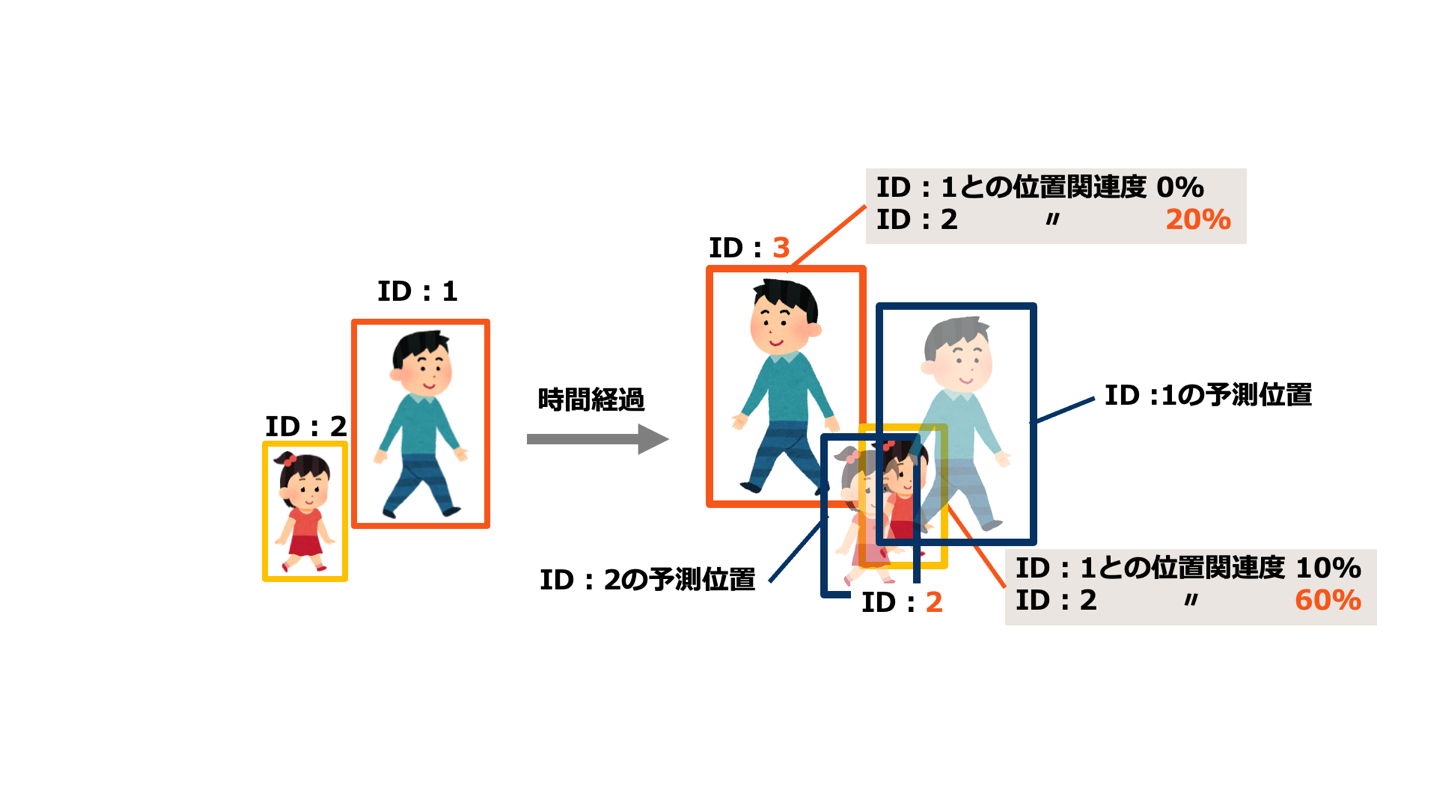 ID：1
ID：2
時間経過
ID：3
ID：1との位置関連度 0%
ID：2 〃 20%
ID :1の予測位置
ID：2の予測位置
ID：2
ID：1との位置関連度 10%
ID：2 〃 60%